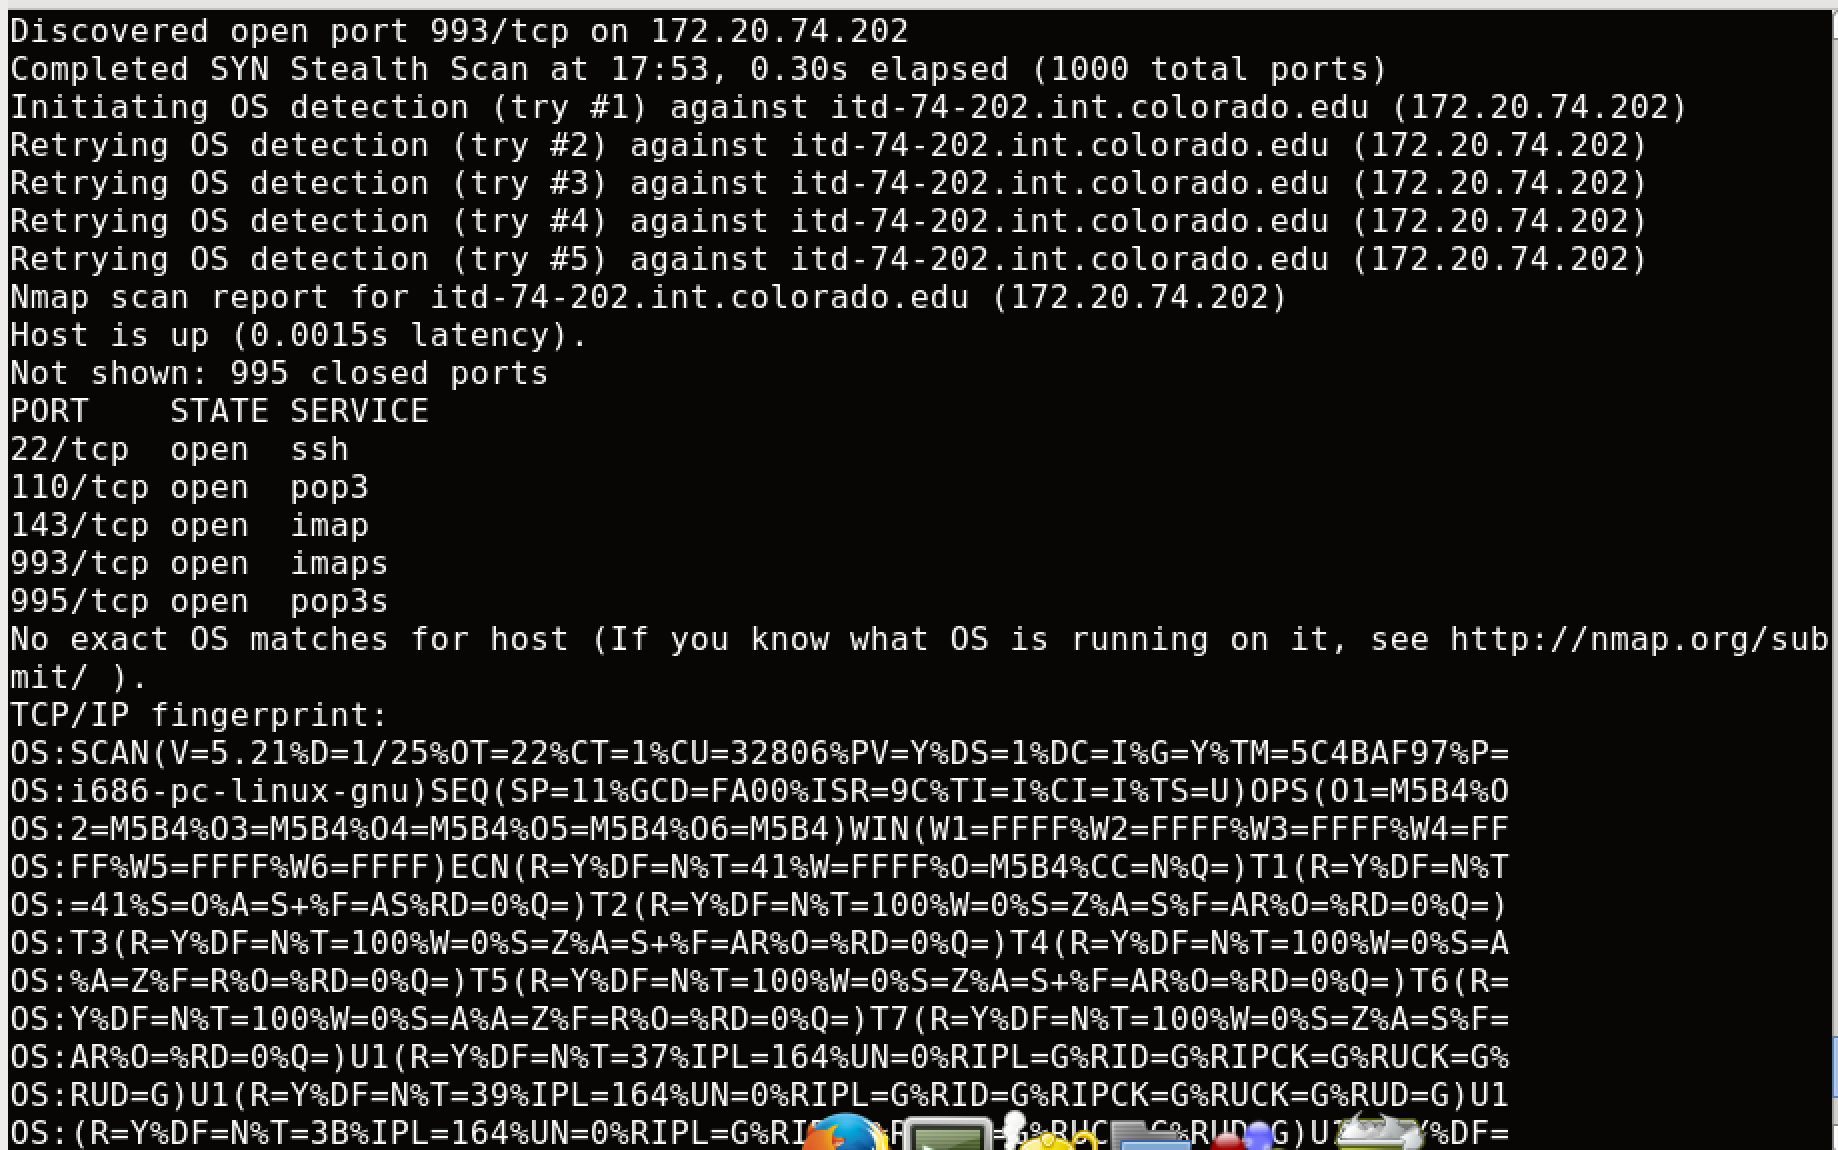 Discovered open port 993/tcp on 172.20.74.202
Completed SYN Stealth Scan at 17:53, 0.30s elapsed (1000 total ports)
Initiating OS detection (try #1) against itd-74-202.int.colorado.edu (172.20.74.202)
Retrying OS detection (try #2) against itd-74-202.int.colorado.edu (172.20.74.202)
Retrying OS detection (try #3) against itd-74-202.int.colorado.edu (172.20.74.202)
Retrying OS detection (try #4) against itd-74-202.int.colorado.edu (172.20.74.202)
Retrying OS detection (try #5) against itd-74-202.int.colorado.edu (172.20.74.202)
Nmap scan report for itd-74-202.int.colorado.edu (172.20.74.202)
Host is up (0.0015s latency).
Not shown: 995 closed ports
PORT    STATE SERVICE
22/tcp  open  ssh
110/tcp open  pop3
143/tcp open  imap
993/tcp open  imaps
995/tcp open  pop3s
No exact OS matches for host (If you know what OS is running on it, see http://nmap.org/sub
mit/ ).
TCP/IP fingerprint:
OS:SCAN(V=5.21%D=1/25%OT=22%CT=1%CU=32806%PV=Y%DS=1%DC=I%G=Y%TM=5C4BAF97%P=
OS:i686-pc-linux-gnu)SEQ(SP=11%GCD=FA00%ISR=9C%TI=I%CI=I%TS=U)OPS(O1=M5B4%O
OS:2=M5B4%O3=M5B4%O4=M5B4%O5=M5B4%O6=M5B4)WIN(W1=FFFF%W2=FFFF%W3=FFFF%W4=FF
OS:FF%W5=FFFF%W6=FFFF)ECN(R=Y%DF=N%T=41%W=FFFF%O=M5B4%CC=N%Q=)T1(R=Y%DF=N%T
OS:=41%S=O%A=S+%F=AS%RD=0%Q=)T2(R=Y%DF=N%T=100%W=0%S=Z%A=S%F=AR%O=%RD=0%Q=)
OS:T3(R=Y%DF=N%T=100%W=0%S=Z%A=S+%F=AR%O=%RD=0%Q=)T4(R=Y%DF=N%T=100%W=0%S=A
OS:%A=Z%F=R%O=%RD=0%Q=)T5(R=Y%DF=N%T=100%W=0%S=Z%A=S+%F=AR%O=%RD=0%Q=)T6(R=
OS:Y%DF=N%T=100%W=0%S=A%A=Z%F=R%O=%RD=0%Q=)T7(R=Y%DF=N%T=100%W=0%S=Z%A=S%F=
OS:AR%O=%RD=0%Q=)U1(R=Y%DF=N%T=37%IPL=164%UN=0%RIPL=G%RID=G%RIPCK=G%RUCK=G%
OS:RUD=G)U1(R=Y%DF=N%T=39%IPL=164%UN=0%RIPL=G%RID=G%RIPCK=G%RUCK=G%RUD=G)U1
OS:(R=Y%DF=N%T=3B%IPL=164%UN=0%RIPL=G%RI %DF=